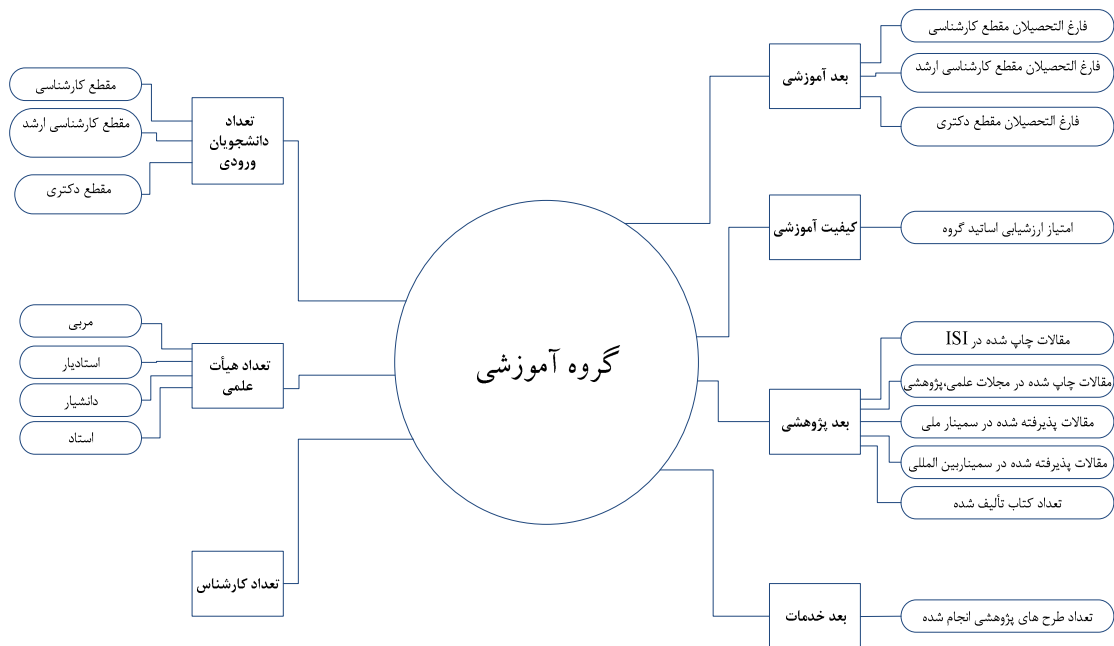 فارغ التحصیلان مقطع کارشناسی
فارغ التحصیلان مقطع کارشناسی ارشد
فارغ التحصیلان مقطع دکتری
بعد آموزشی
امتیاز ارزشیابی اساتید گروه
کیفیت آموزشی
مقالات چاپ شده در ISI
مقالات چاپ شده در مجلات علمی،پژوهشی
مقالات پذیرفته شده در سمینار ملی
مقالات پذیرفته شده در سمیناربین المللی
تعداد کتاب تألیف شده
بعد پژوهشی
تعداد طرح های پژوهشی انجام شده
بعد خدمات
گروه آموزشی
تعداد
دانشجویان
ورودی
مقطع کارشناسی
مقطع کارشناسی ارشد
مقطع دکتری
تعداد هیأت
علمی
مربی
استادیار
دانشیار
استاد
تعداد کارشناس